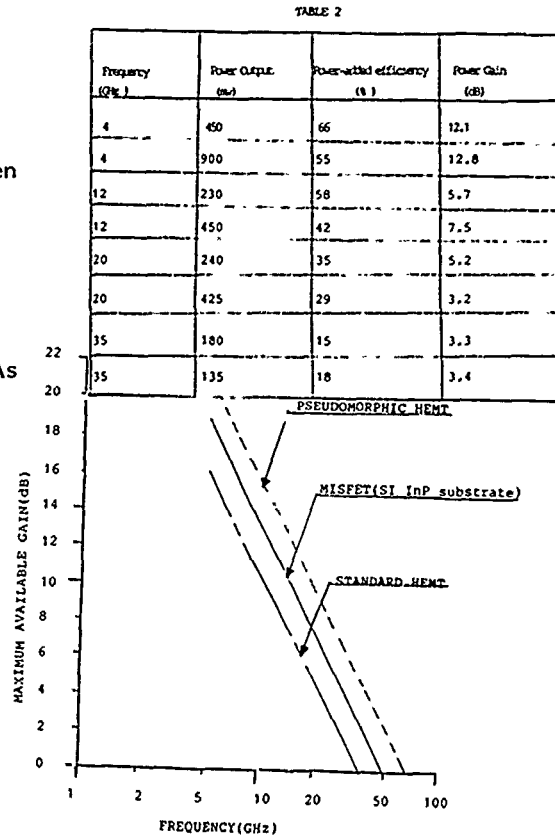 TABLE 2
Frequency Power Output Power-added efficiency Power Gain
(GHz) (mw) (%) (dB)
4 450 66 12.1
4 900 55 12.8
12 230 58 5.7
12 450 42 7.5
20 240 35 5.2
20 425 29 3.2
35 180 15 3.3
35 135 18 3.4
en
As
22
20
18
16
14
12
10
8
6
4
2
0
MAXIMUM AVAILABLE GAIN(dB)
PSEUDOMORPHIC HEMT
MISFET(SI InP substrate)
STANDARD HEMT
1 2 5 10 20 50 100
FREQUENCY(GHz)